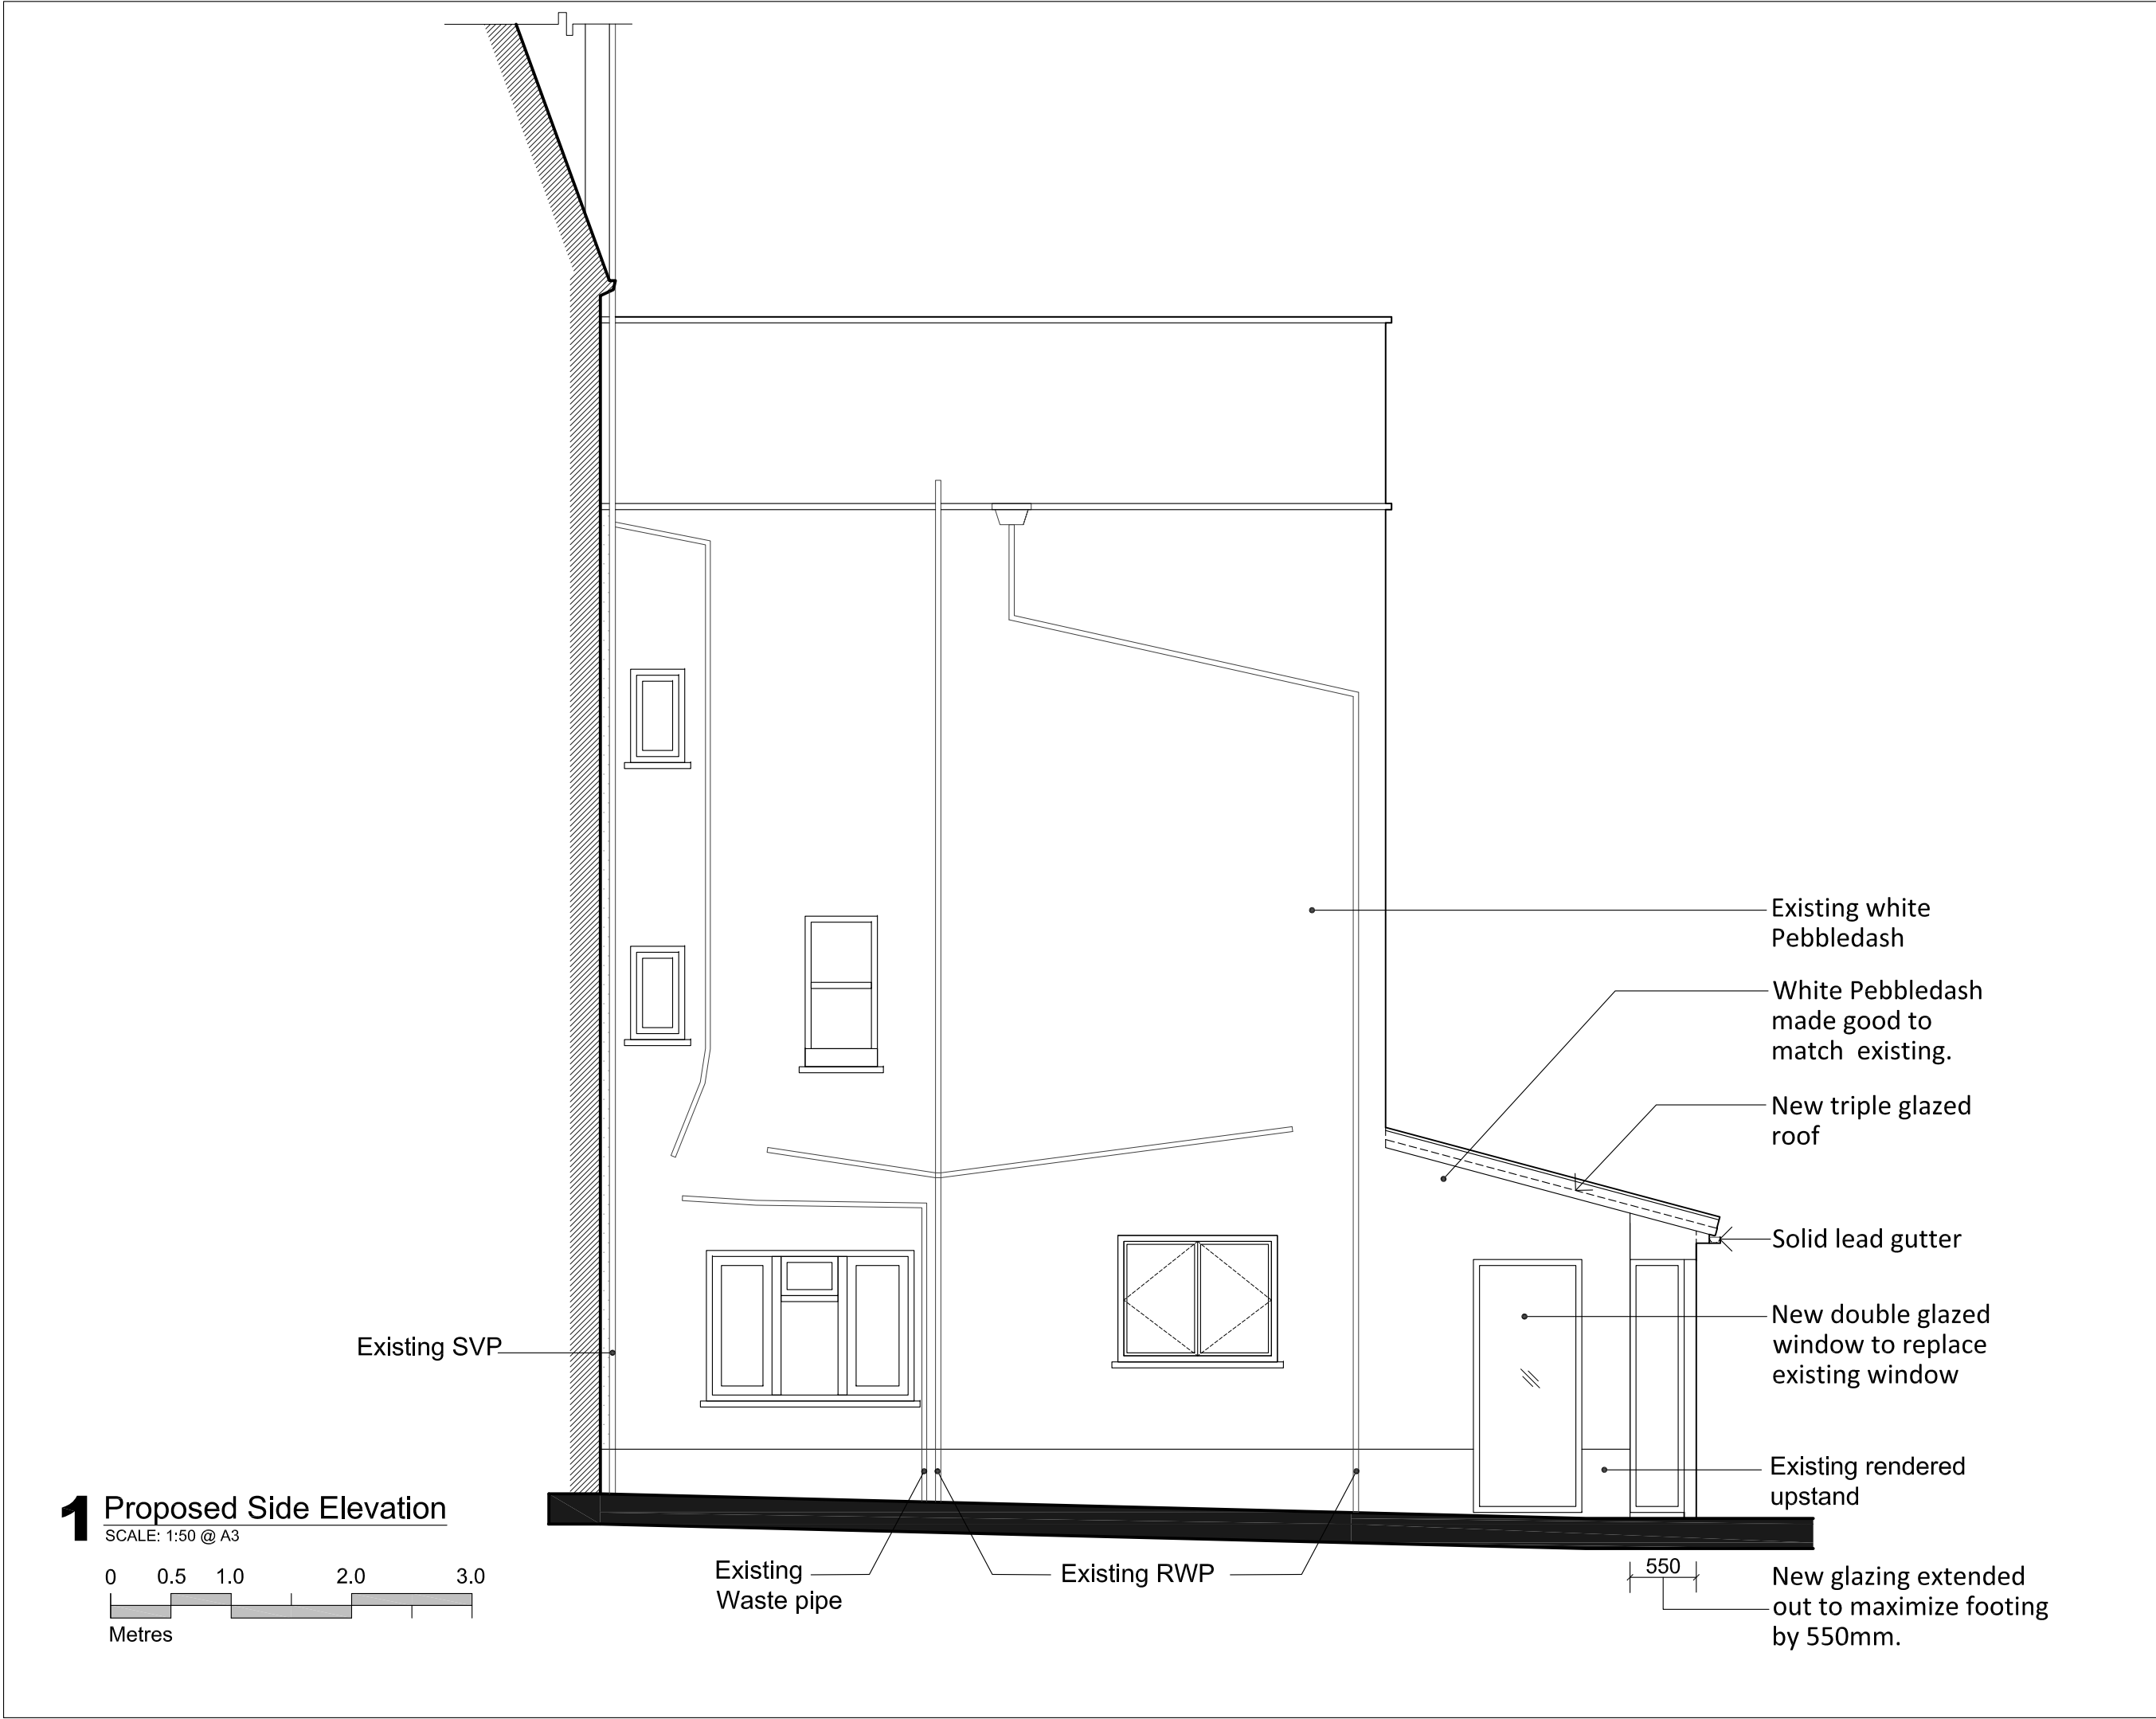 Existing white
Pebbledash
White Pebbledash
made good to
match existing.
New triple glazed
roof
Solid lead gutter
New double glazed
window to replace
existing window
Existing SVP
Existing rendered
upstand
1 Proposed Side Elevation
SCALE: 1:50 @ A3
0 0.5 1.0 2.0 3.0
Metres
Existing
Waste pipe
Existing RWP
550
New glazing extended
out to maximize footing
by 550mm.